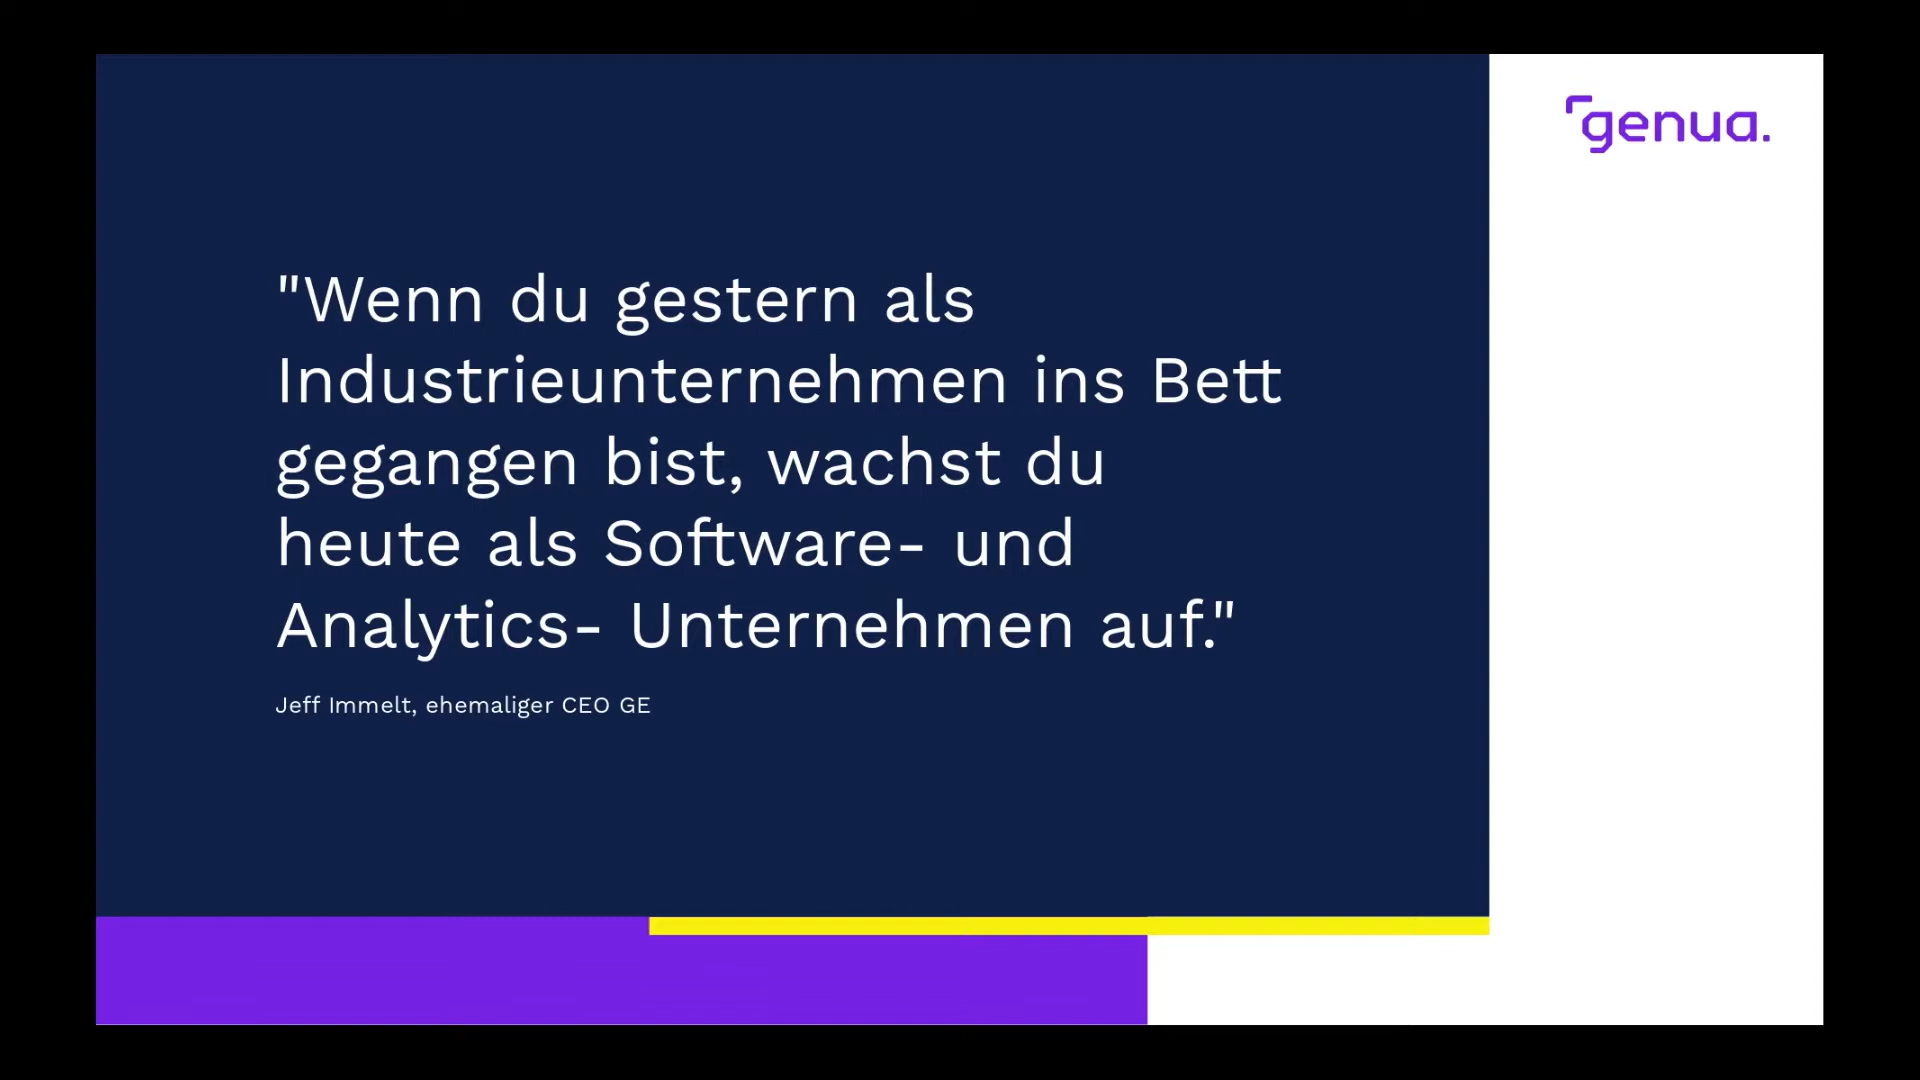 genua.
"Wenn du gestern als
Industrieunternehmen ins Bett
gegangen bist, wachst du
heute als Software- und
Analytics- Unternehmen auf."
Jeff Immelt, ehemaliger CEO GE